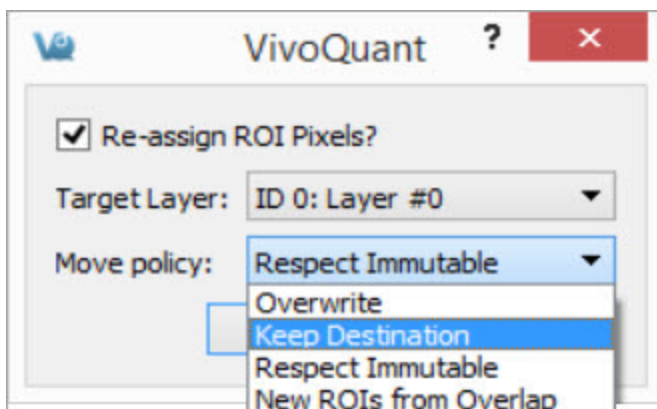 VivoQuant ?
Re-assign ROI Pixels?
Target Layer: ID 0: Layer #0
Move policy: Respect Immutable
Overwrite
Keep Destination
Respect Immutable
New ROIs from Overlap